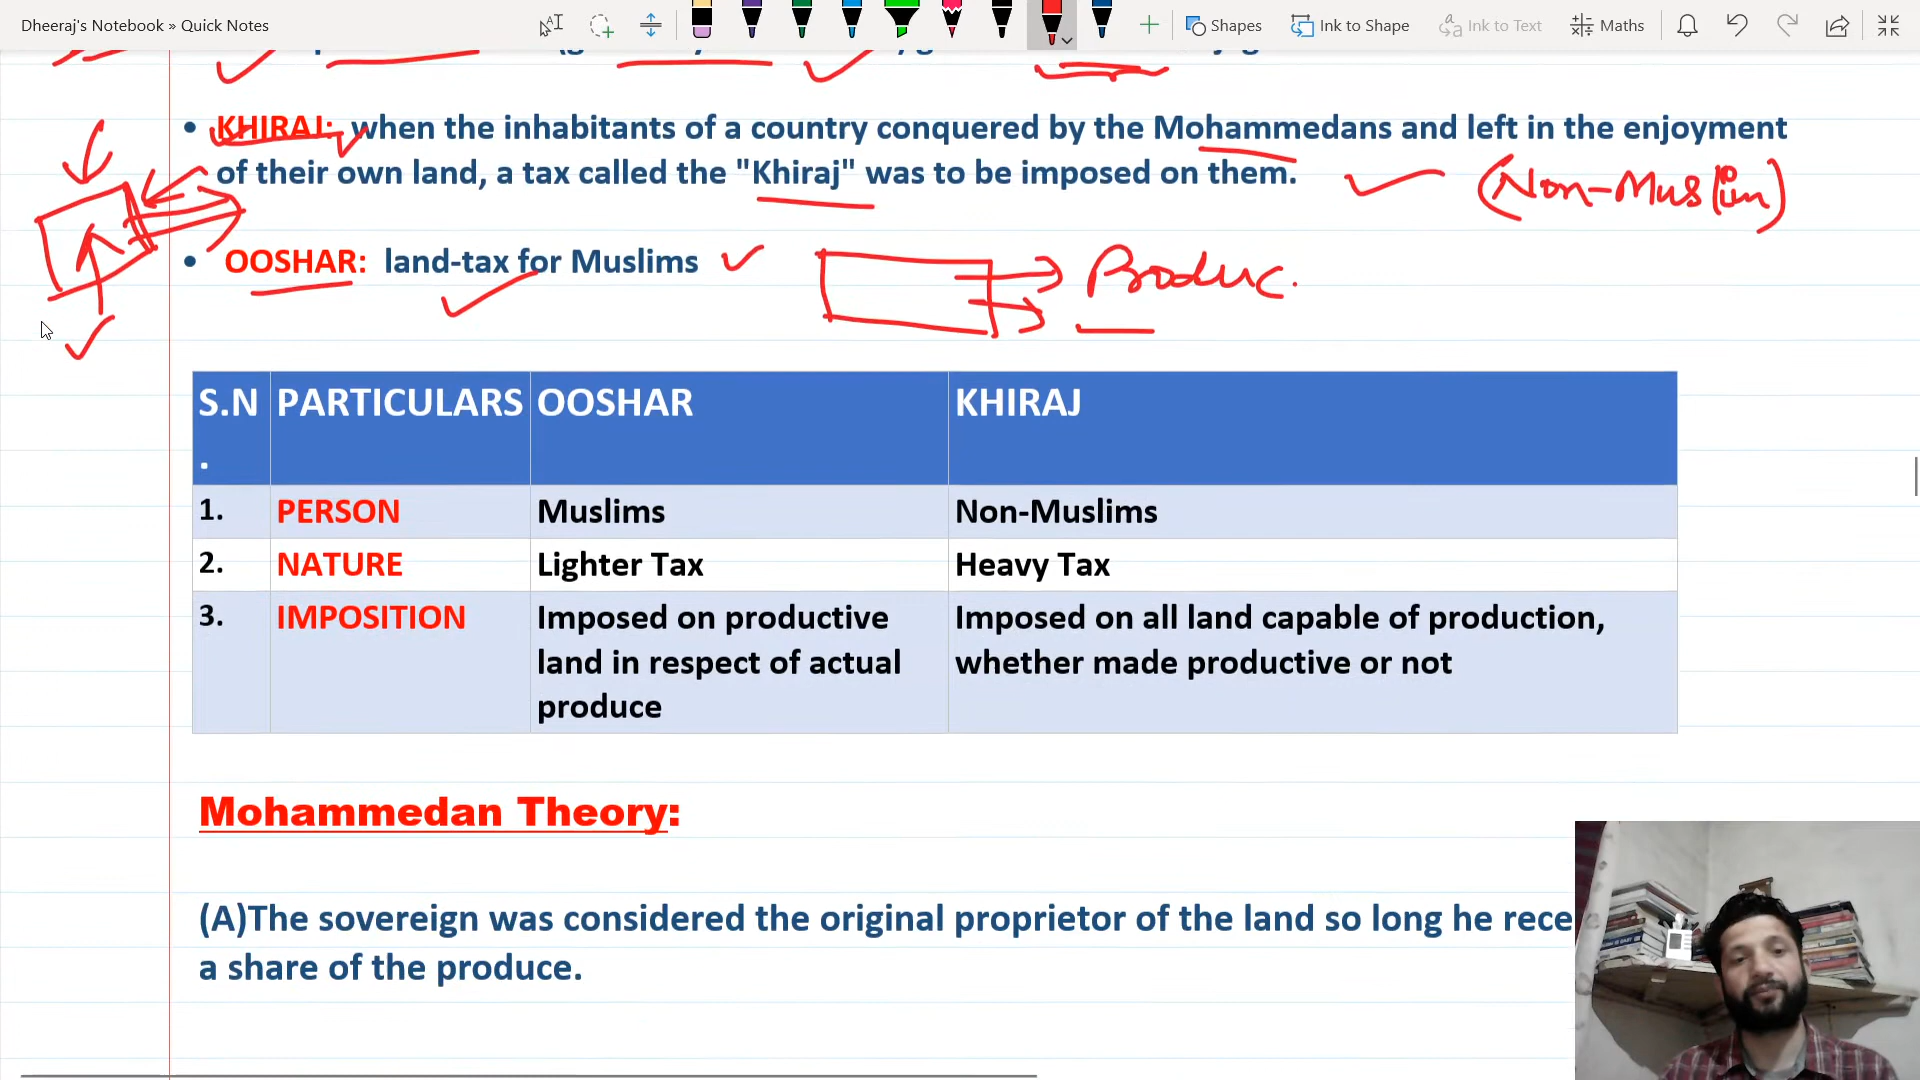 Dheeraj's Notebook » Quick Notes
Shapes
Ink to Shape
Ink to Text
Maths
• KHIRAJ: when the inhabitants of a country conquered by the Mohammedans and left in the enjoyment
of their own land, a tax called the "Khiraj" was to be imposed on them.
(Non-Muslim)
• OOSHAR: land-tax for Muslims
Produc.
S.N
.
PARTICULARS
OOSHAR
KHIRAJ
1.
PERSON
Muslims
Non-Muslims
2.
NATURE
Lighter Tax
Heavy Tax
3.
IMPOSITION
Imposed on productive
land in respect of actual
produce
Imposed on all land capable of production,
whether made productive or not
Mohammedan Theory:
(A)The sovereign was considered the original proprietor of the land so long he rece
a share of the produce.